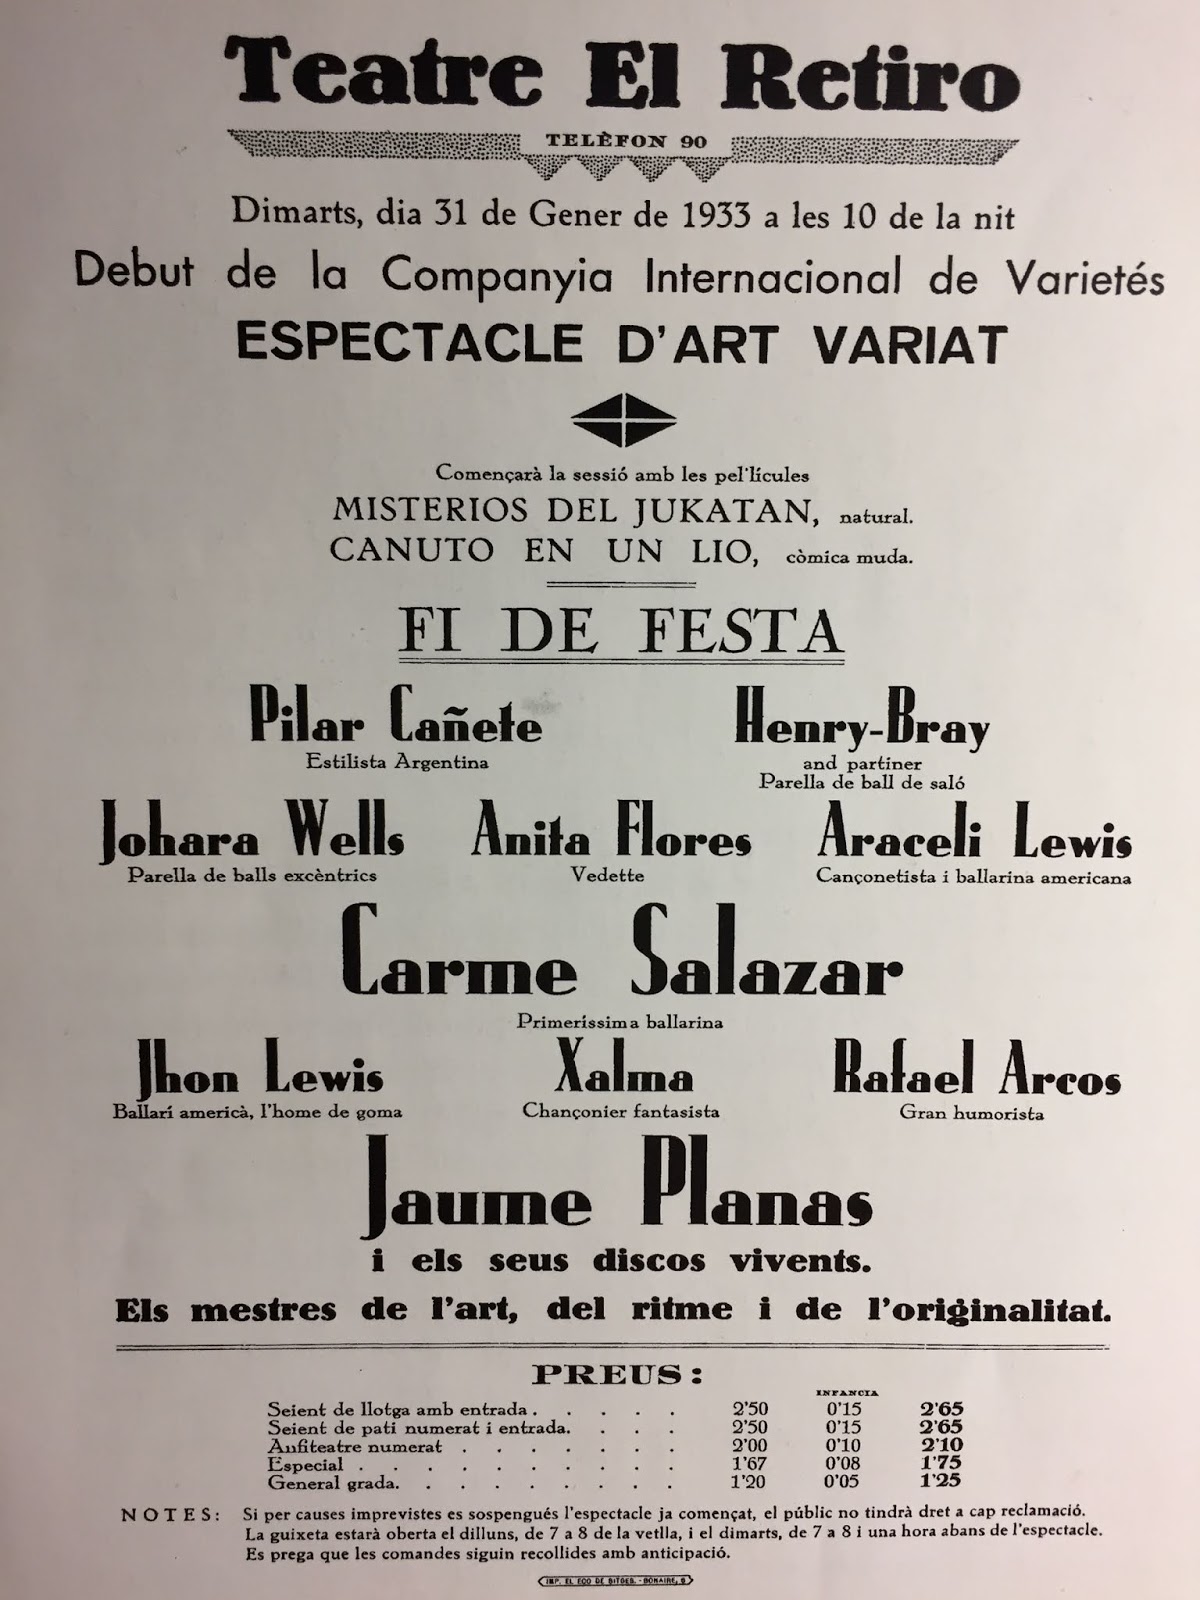 Teatre El Retiro
TELÈFON 90
Dimarts, dia 31 de Gener de 1933 a les 10 de la nit
Debut de la Companyia Internacional de Varietés
ESPECTACLE D'ART VARIAT
Començarà la sessió amb les pel·lícules
MISTERIOS DEL JUKATAN, natural.
CANUTO EN UN LIO, còmica muda.
FI DE FESTA
Pilar Cañete
Estilista Argentina
Henry-Bray
and partiner
Parella de ball de saló
Johara Wells
Parella de balls excèntrics
Anita Flores
Vedette
Araceli Lewis
Cançonetista i ballarina americana
Carme Salazar
Primeríssima ballarina
Jhon Lewis
Ballarí americà, l'home de goma
Xalma
Chançonier fantasista
Rafael Arcos
Gran humorista
Jaume Planas
i els seus discos vivents.
Els mestres de l'art, del ritme i de l'originalitat.
PREUS:
INFANCIA
Seient de llotja amb entrada . . . . . 2'50 0'15 2'65
Seient de pati numerat i entrada. . . . 2'50 0'15 2'65
Anfiteatre numerat . . . . . . . 2'00 0'10 2'10
Especial . . . . . . . . . . 1'67 0'08 1'75
General grada. . . . . . . . . 1'20 0'05 1'25
NOTES: Si per causes imprevistes es sospengués l'espectacle ja començat, el públic no tindrà dret a cap reclamació.
La guixeta estarà oberta el dilluns, de 7 a 8 de la vetlla, i el dimarts, de 7 a 8 i una hora abans de l'espectacle.
Es prega que les comandes siguin recollides amb anticipació.
IMP. EL ECO DE SITGES. - BONAIRE, 9